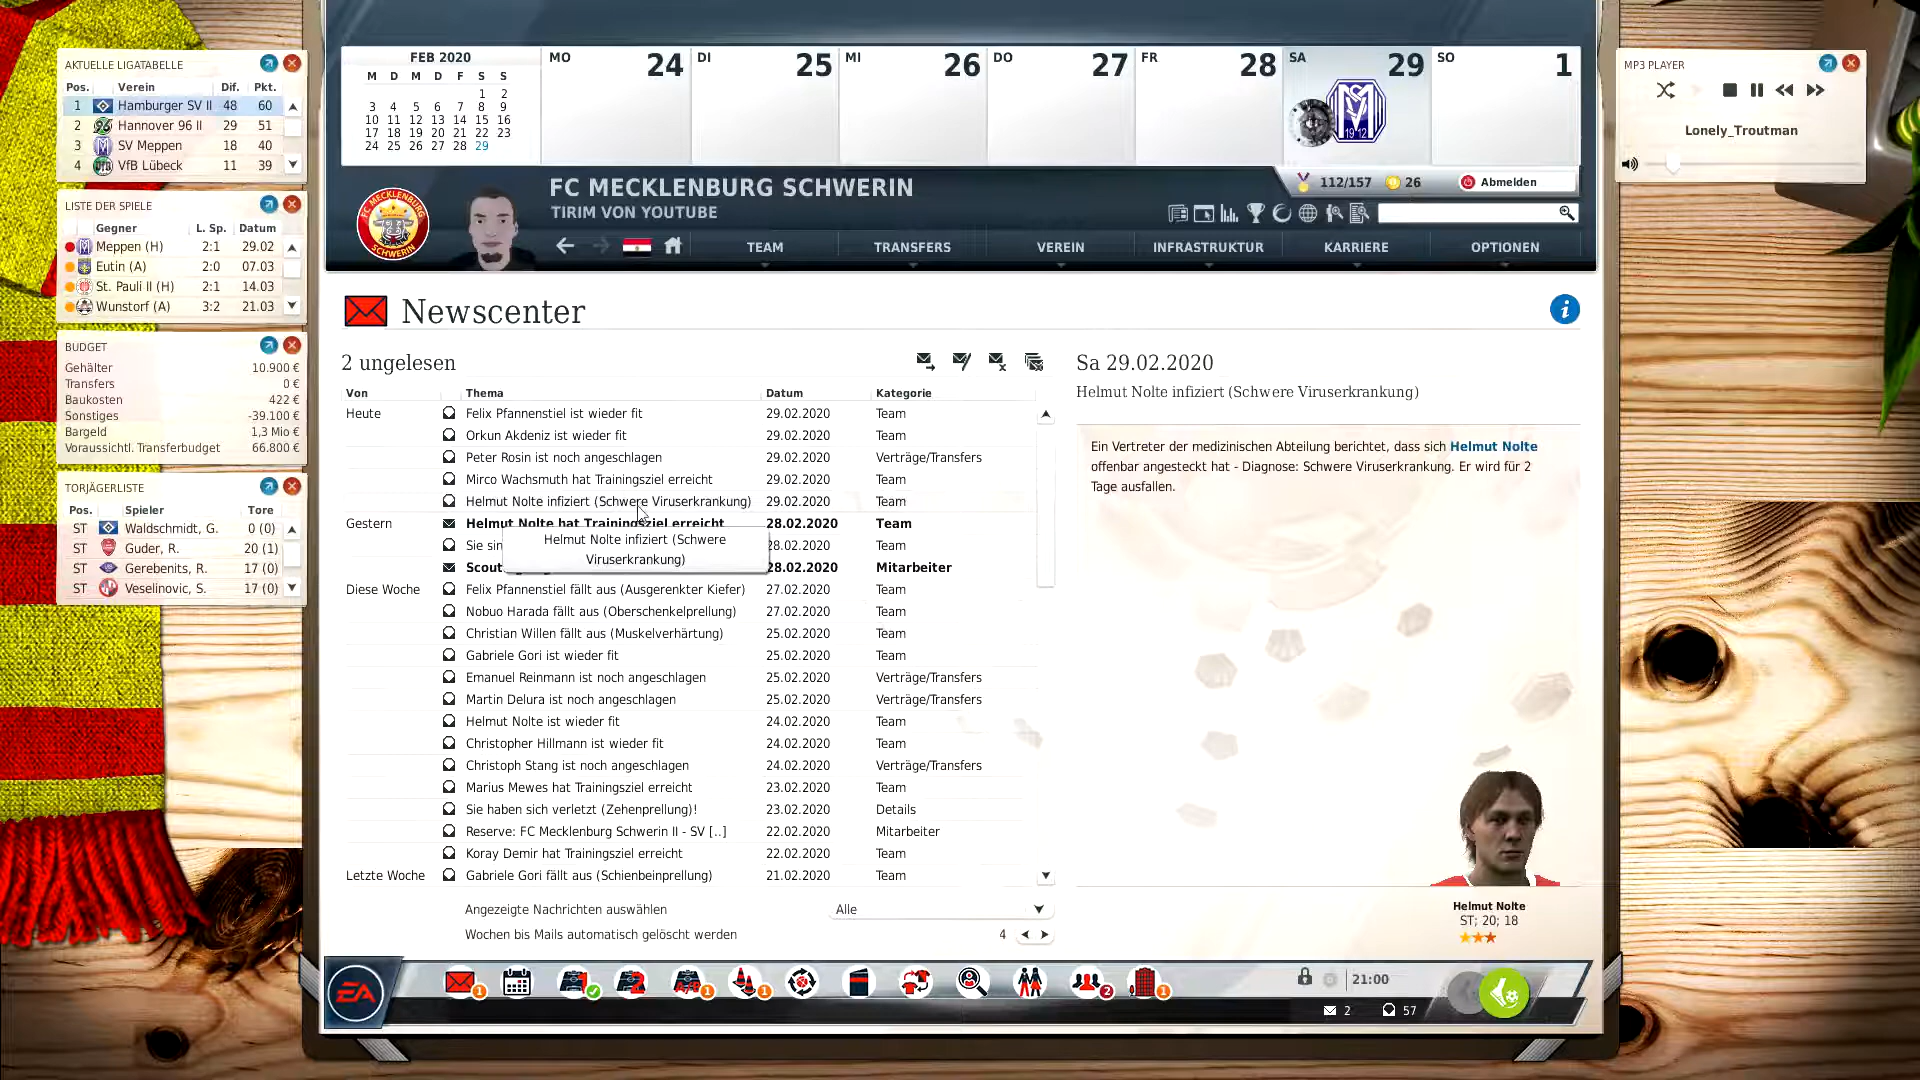 AKTUELLE LIGATABELLE
Pos. Verein Dif. Pkt.
1 Hamburger SV II 48 60
2 Hannover 96 II 29 51
3 SV Meppen 18 40
4 VfB Lübeck 11 39
LISTE DER SPIELE
Gegner L. Sp. Datum
Meppen (H) 2:1 29.02
Eutin (A) 2:0 07.03
St. Pauli II (H) 2:1 14.03
Wunstorf (A) 3:2 21.03
BUDGET
Gehälter 10.900 €
Transfers 0 €
Baukosten 422 €
Sonstiges -39.100 €
Bargeld 1,3 Mio €
Voraussichtl. Transferbudget 66.800 €
TORJÄGERLISTE
Pos. Spieler Tore
ST Waldschmidt, G. 0 (0)
ST Guder, R. 20 (1)
ST Gerebenits, R. 17 (0)
ST Veselinovic, S. 17 (0)
FEB 2020
M D M D F S S
1 2
3 4 5 6 7 8 9
10 11 12 13 14 15 16
17 18 19 20 21 22 23
24 25 26 27 28 29
MO 24 DI 25 MI 26 DO 27 FR 28 SA 29 SO 1
19 12
FC MECKLENBURG SCHWERIN
TIRIM VON YOUTUBE
FC MECKLENBURG
SCHWERIN
112/157 26 Abmelden
TEAM TRANSFERS VEREIN INFRASTRUKTUR KARRIERE OPTIONEN
MP3 PLAYER
Lonely_Troutman
Newscenter
i
2 ungelesen
Von Thema Datum Kategorie
Heute Felix Pfannenstiel ist wieder fit 29.02.2020 Team
Orkun Akdeniz ist wieder fit 29.02.2020 Team
Peter Rosin ist noch angeschlagen 29.02.2020 Verträge/Transfers
Mirco Wachsmuth hat Trainingsziel erreicht 29.02.2020 Team
Helmut Nolte infiziert (Schwere Viruserkrankung) 29.02.2020 Team
Gestern Helmut Nolte hat Trainingsziel erreicht 28.02.2020 Team
Sie sin 28.02.2020 Team
Scout 28.02.2020 Mitarbeiter
Helmut Nolte infiziert (Schwere
Viruserkrankung)
Diese Woche Felix Pfannenstiel fällt aus (Ausgerenkter Kiefer) 27.02.2020 Team
Nobuo Harada fällt aus (Oberschenkelprellung) 27.02.2020 Team
Christian Willen fällt aus (Muskelverhärtung) 25.02.2020 Team
Gabriele Gori ist wieder fit 25.02.2020 Team
Emanuel Reinmann ist noch angeschlagen 25.02.2020 Verträge/Transfers
Martin Delura ist noch angeschlagen 25.02.2020 Verträge/Transfers
Helmut Nolte ist wieder fit 24.02.2020 Team
Christopher Hillmann ist wieder fit 24.02.2020 Team
Christoph Stang ist noch angeschlagen 24.02.2020 Verträge/Transfers
Marius Mewes hat Trainingsziel erreicht 23.02.2020 Team
Sie haben sich verletzt (Zehenprellung)! 23.02.2020 Details
Reserve: FC Mecklenburg Schwerin II - SV [..] 22.02.2020 Mitarbeiter
Koray Demir hat Trainingsziel erreicht 22.02.2020 Team
Letzte Woche Gabriele Gori fällt aus (Schienbeinprellung) 21.02.2020 Team
Angezeigte Nachrichten auswählen Alle
Wochen bis Mails automatisch gelöscht werden 4
Sa 29.02.2020
Helmut Nolte infiziert (Schwere Viruserkrankung)
Ein Vertreter der medizinischen Abteilung berichtet, dass sich Helmut Nolte
offenbar angesteckt hat - Diagnose: Schwere Viruserkrankung. Er wird für 2
Tage ausfallen.
Helmut Nolte
ST; 20; 18
EA
1 1 2 A/B 1 1 2 1
21:00
2 57